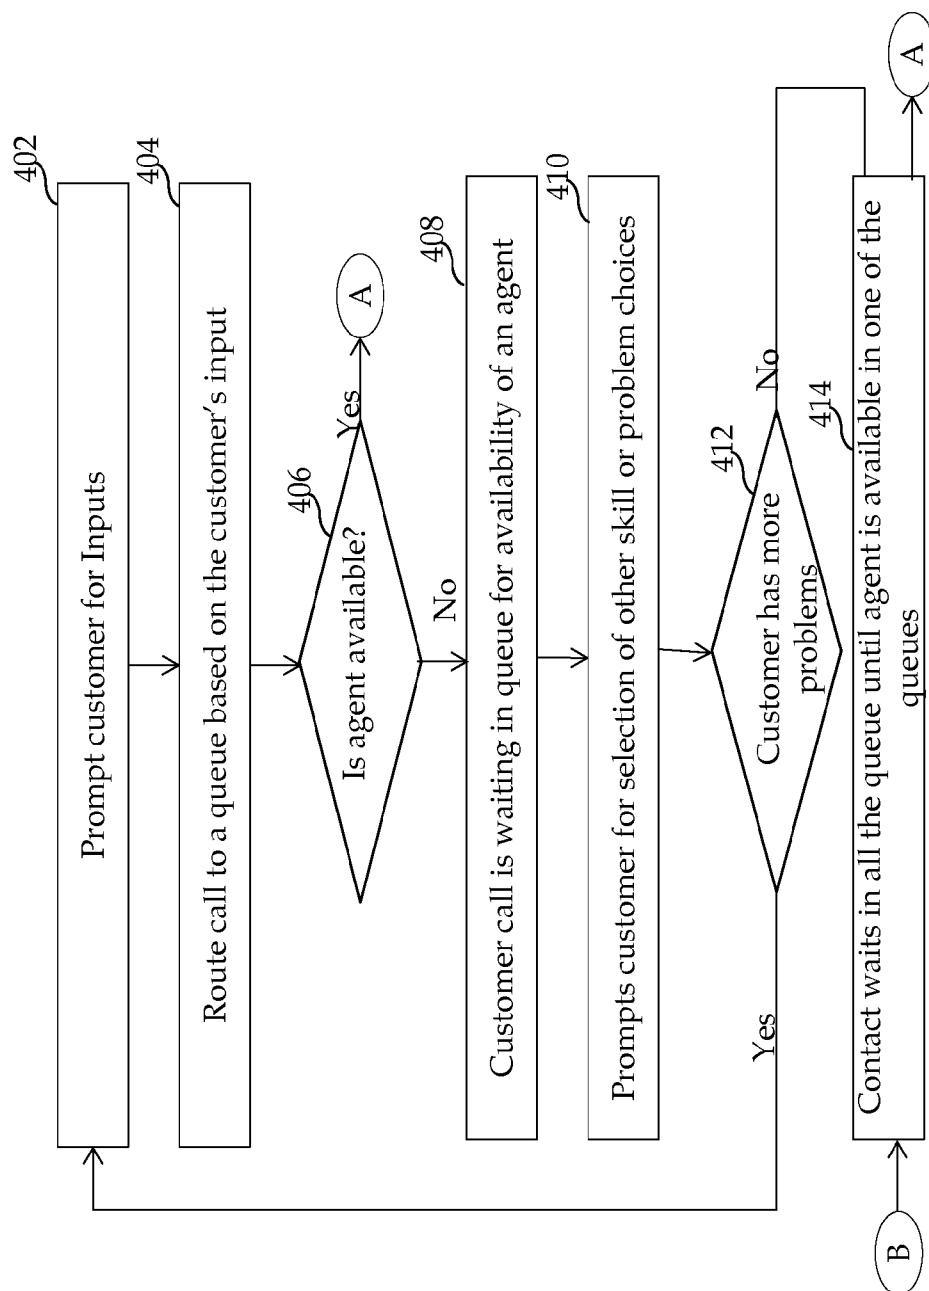 402
Prompt customer for Inputs
404
Route call to a queue based on the customer's input
406
Is agent available?
Yes
A
No
408
Customer call is waiting in queue for availability of an agent
410
Prompts customer for selection of other skill or problem choices
412
Customer has more
problems
Yes
No
414
Contact waits in all the queue until agent is available in one of the
queues
B
A